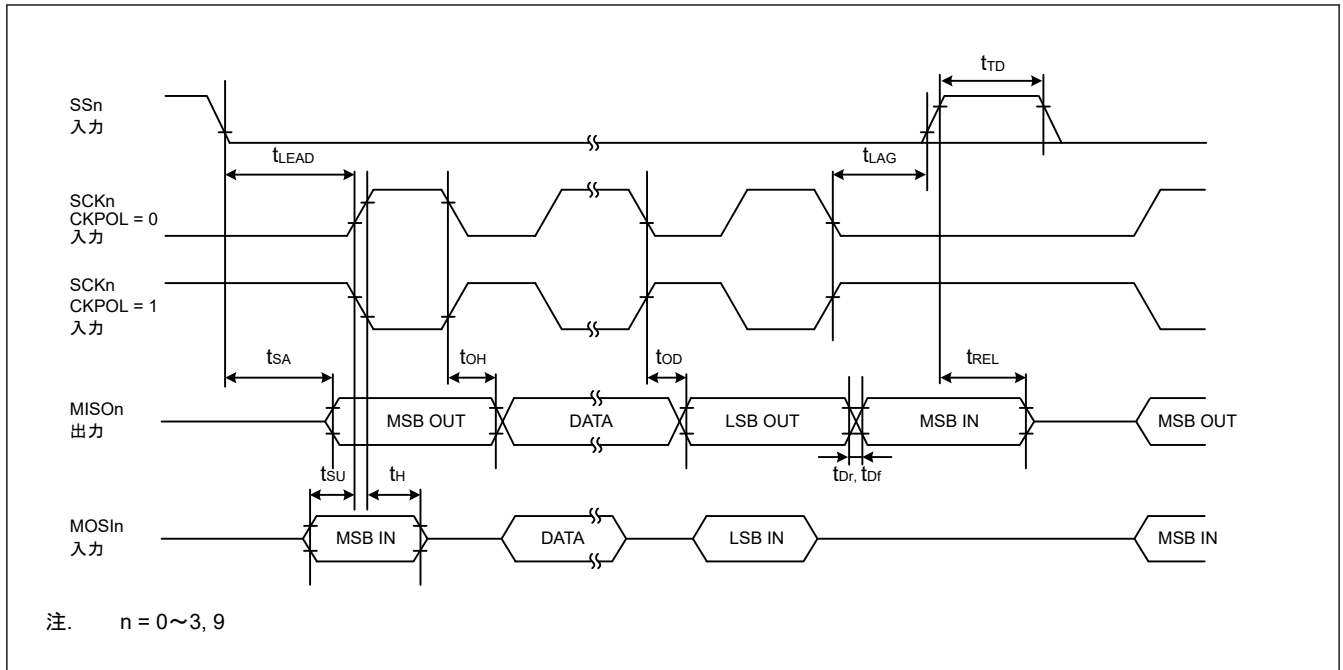 tTD
SSn
入力
tLEAD
tLAG
SCKn
CKPOL = 0
入力
SCKn
CKPOL = 1
入力
tSA
tOH
tOD
tREL
MISOn
出力
MSB OUT
DATA
LSB OUT
MSB IN
MSB OUT
tSU
tH
tDr, tDf
MOSIn
入力
MSB IN
DATA
LSB IN
MSB IN
注. n = 0～3, 9